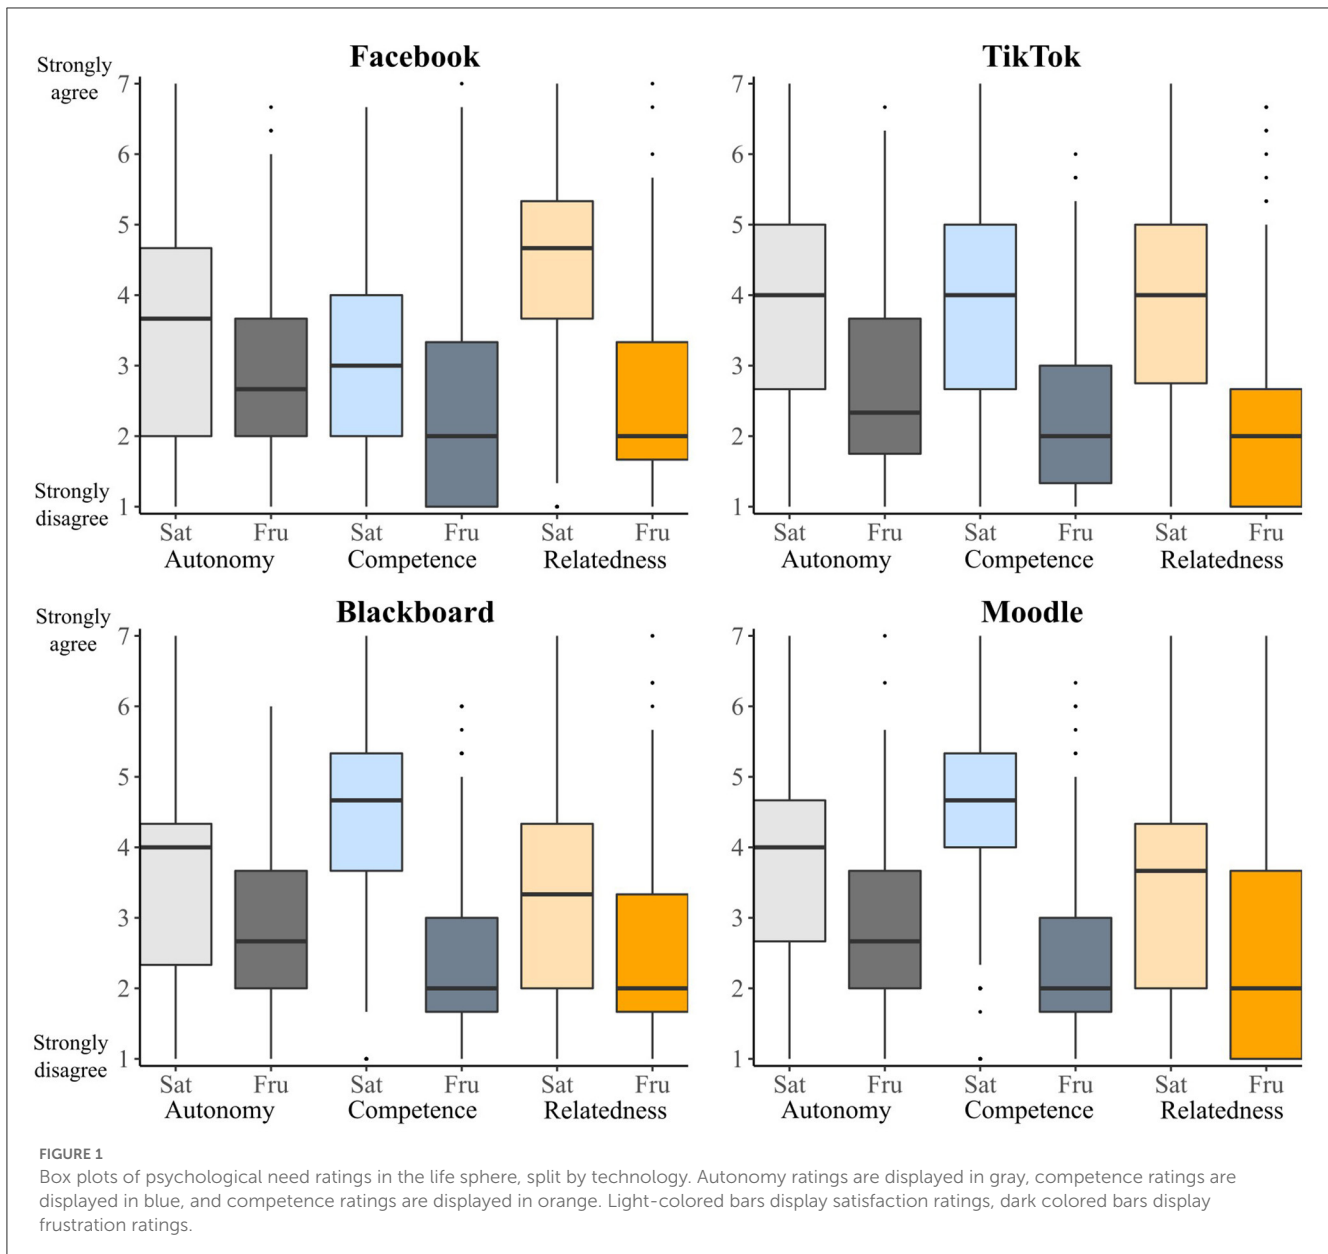 Facebook
TikTok
Strongly
agree
7
6
5
4
3
2
1
Strongly
disagree
Sat Fru Sat Fru Sat Fru
Autonomy Competence Relatedness
7
6
5
4
3
2
1
Sat Fru Sat Fru Sat Fru
Autonomy Competence Relatedness
Blackboard
Moodle
Strongly
agree
7
6
5
4
3
2
1
Strongly
disagree
Sat Fru Sat Fru Sat Fru
Autonomy Competence Relatedness
7
6
5
4
3
2
1
Sat Fru Sat Fru Sat Fru
Autonomy Competence Relatedness
FIGURE 1
Box plots of psychological need ratings in the life sphere, split by technology. Autonomy ratings are displayed in gray, competence ratings are
displayed in blue, and competence ratings are displayed in orange. Light-colored bars display satisfaction ratings, dark colored bars display
frustration ratings.